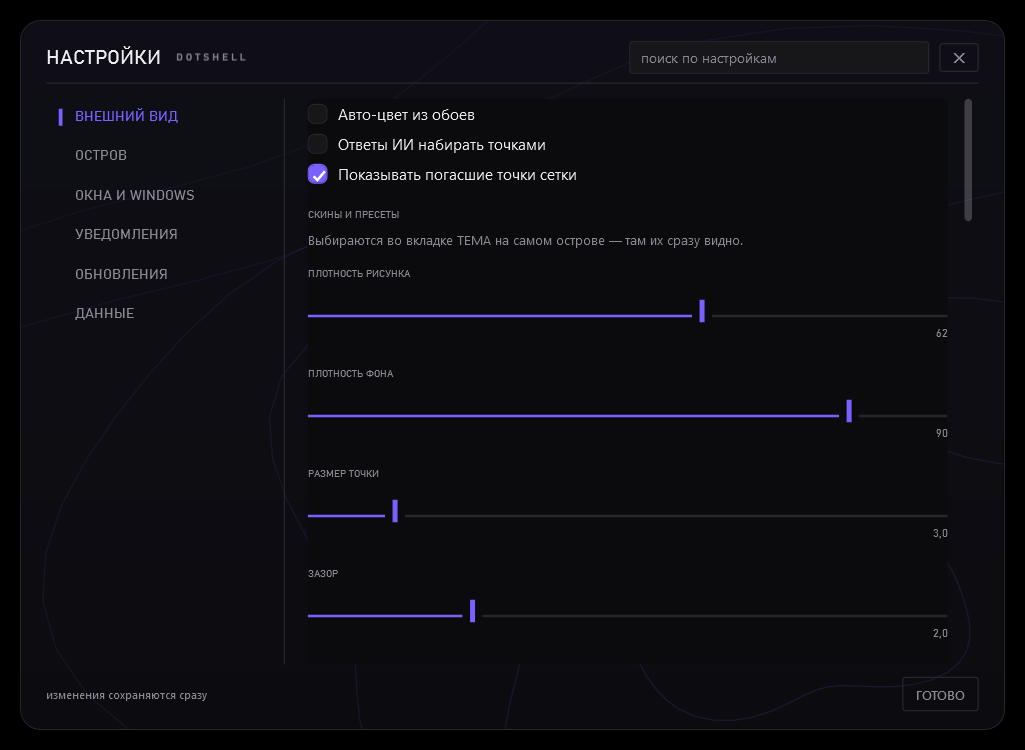 НАСТРОЙКИ DOTSHELL
поиск по настройкам
ВНЕШНИЙ ВИД
ОСТРОВ
ОКНА И WINDOWS
УВЕДОМЛЕНИЯ
ОБНОВЛЕНИЯ
ДАННЫЕ
Авто-цвет из обоев
Ответы ИИ набирать точками
Показывать погасшие точки сетки
СКИНЫ И ПРЕСЕТЫ
Выбираются во вкладке ТЕМА на самом острове — там их сразу видно.
ПЛОТНОСТЬ РИСУНКА
62
ПЛОТНОСТЬ ФОНА
90
РАЗМЕР ТОЧКИ
3,0
ЗАЗОР
2,0
изменения сохраняются сразу
ГОТОВО